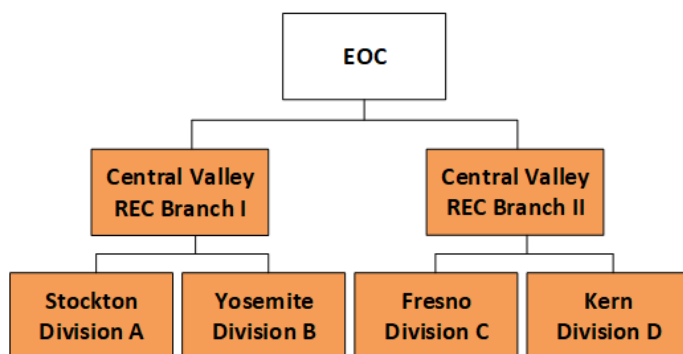 EOC
Central Valley
REC Branch I
Central Valley
REC Branch II
Stockton
Division A
Yosemite
Division B
Fresno
Division C
Kern
Division D